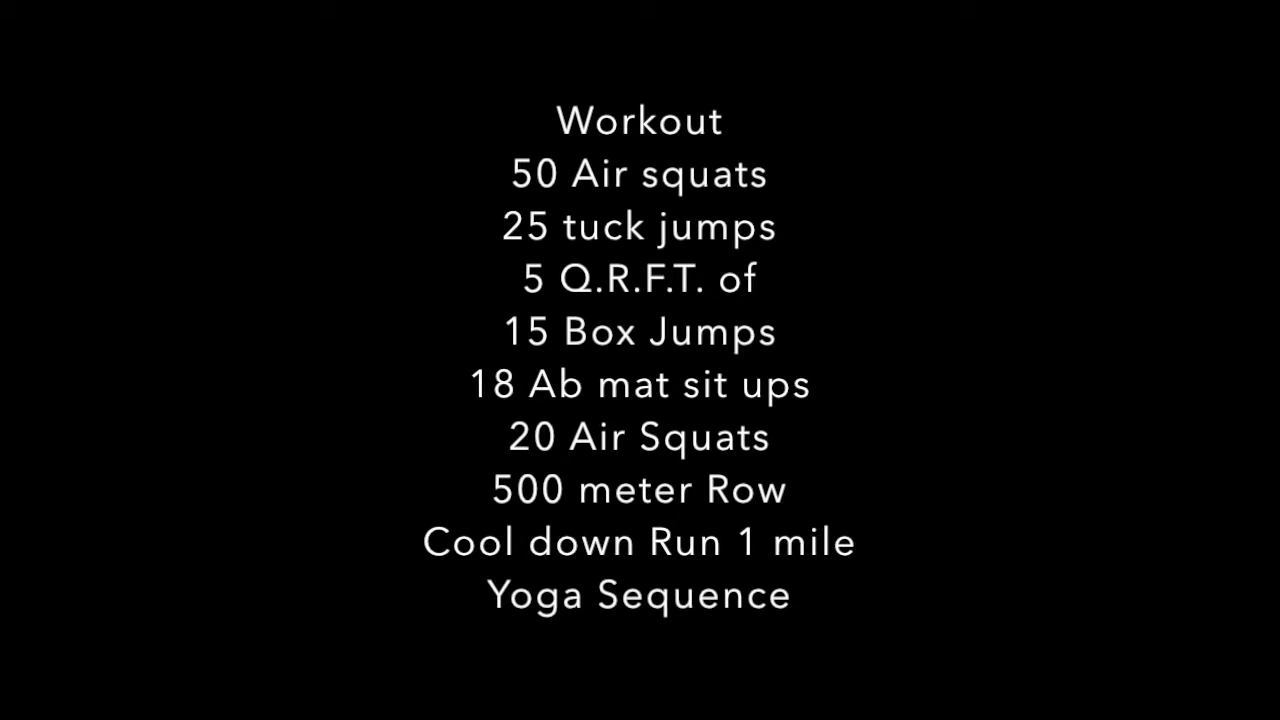 Workout
50 Air squats
25 tuck jumps
5 Q.R.F.T. of
15 Box Jumps
18 Ab mat sit ups
20 Air Squats
500 meter Row
Cool down Run 1 mile
Yoga Sequence